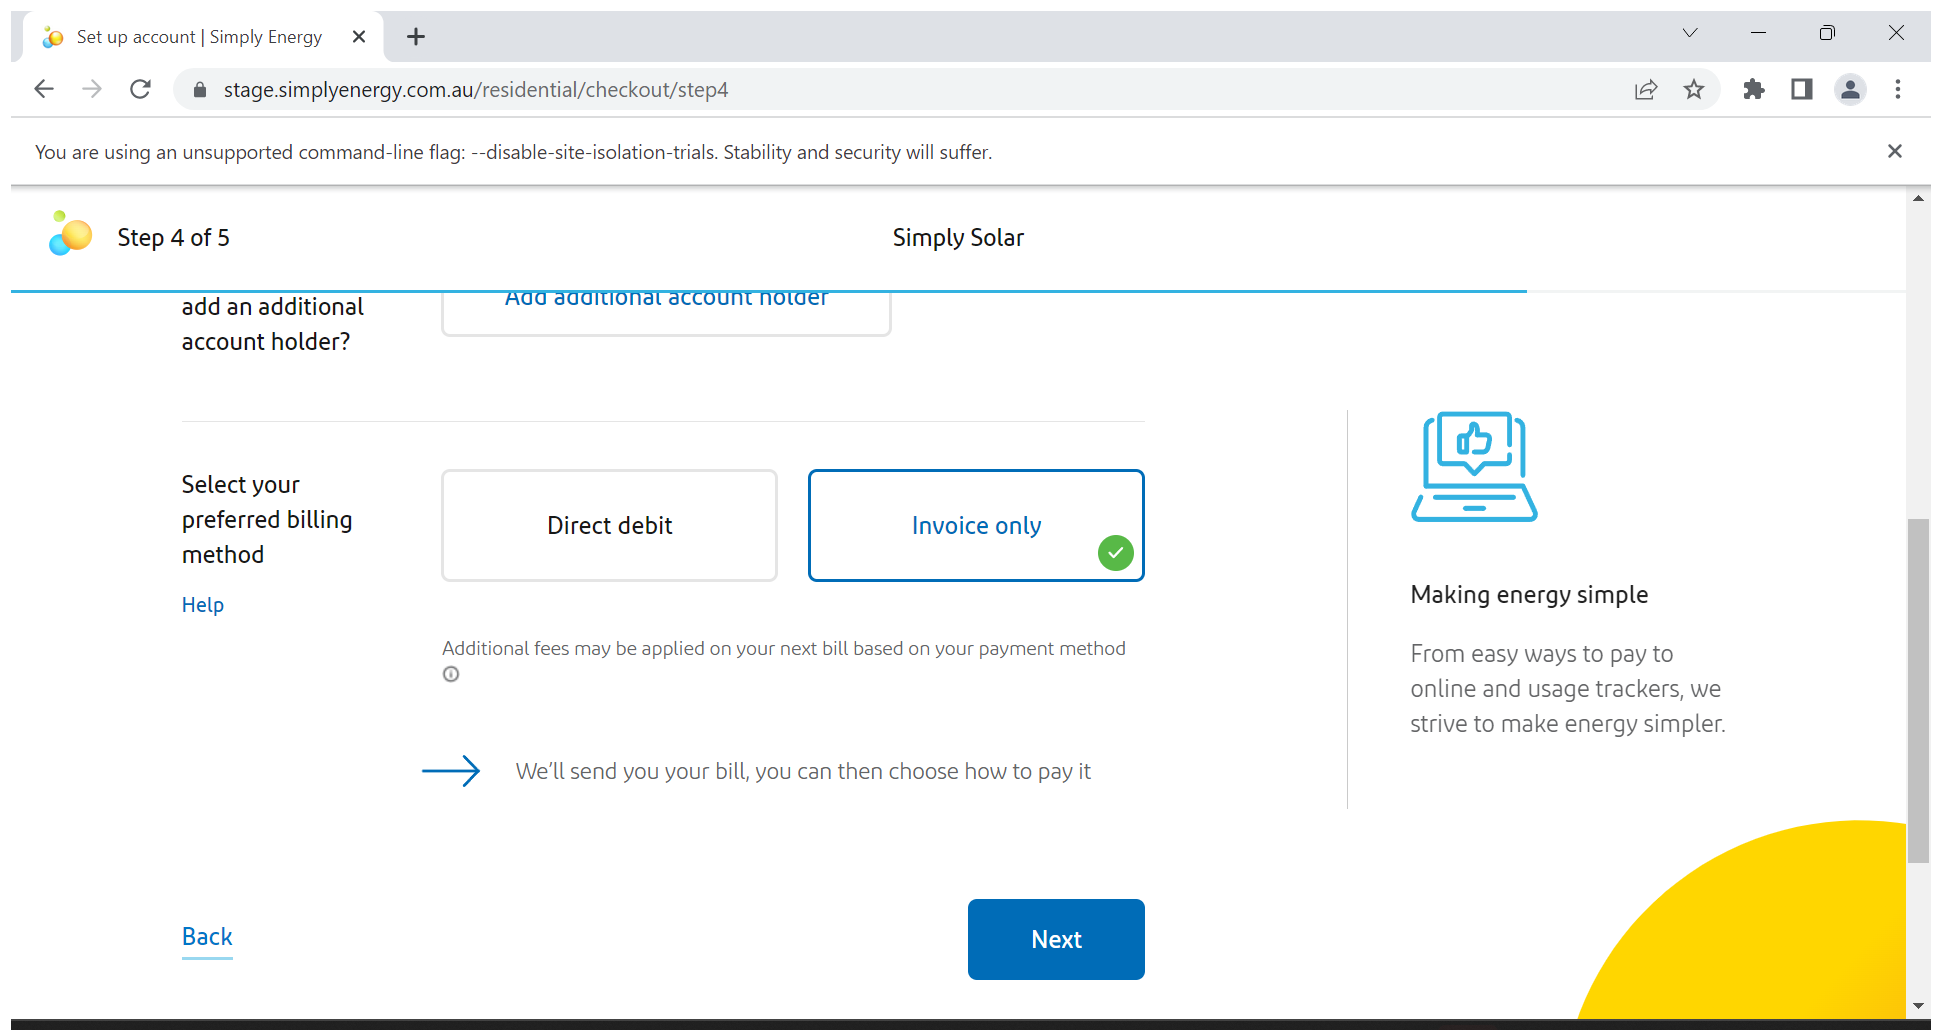 Set up account | Simply Energy
stage.simplyenergy.com.au/residential/checkout/step4
You are using an unsupported command-line flag: --disable-site-isolation-trials. Stability and security will suffer.
Step 4 of 5
Simply Solar
add an additional
account holder?
Add additional account holder
Select your
preferred billing
method
Help
Direct debit
Invoice only
Additional fees may be applied on your next bill based on your payment method
We'll send you your bill, you can then choose how to pay it
Making energy simple
From easy ways to pay to
online and usage trackers, we
strive to make energy simpler.
Back
Next